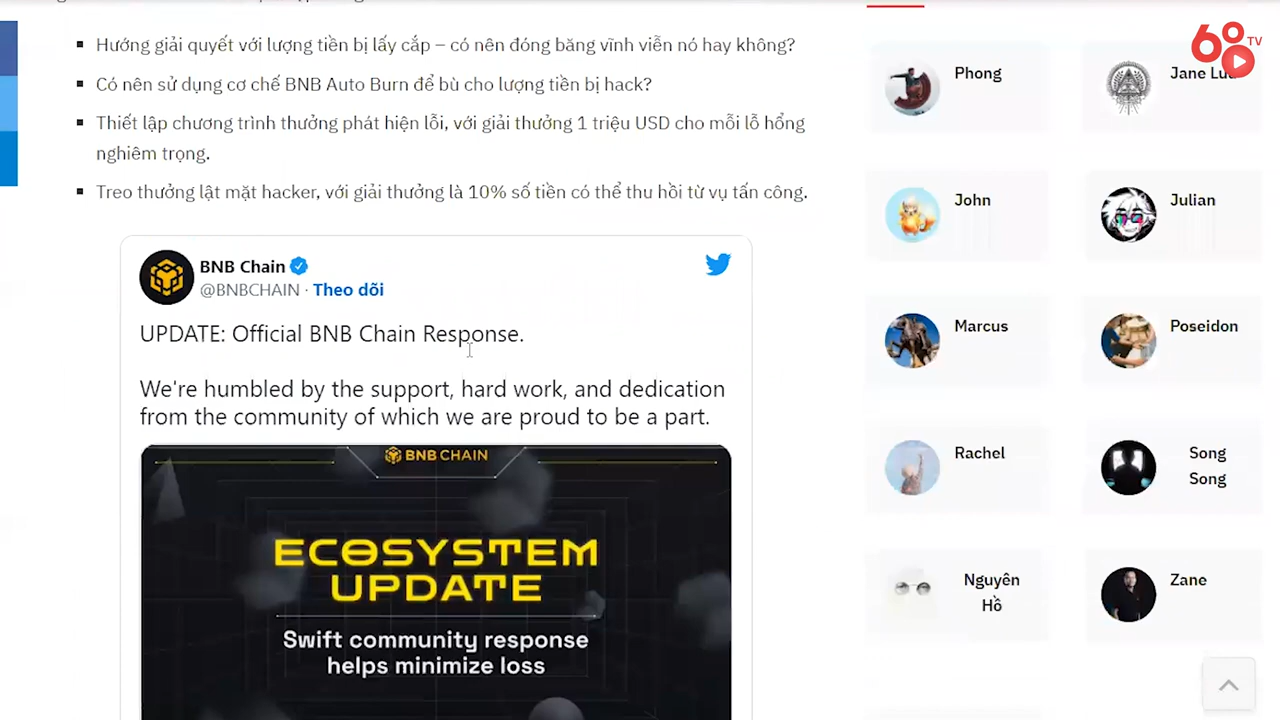 Hướng giải quyết với lượng tiền bị lấy cắp – có nên đóng băng vĩnh viễn nó hay không?
Có nên sử dụng cơ chế BNB Auto Burn để bù cho lượng tiền bị hack?
Thiết lập chương trình thưởng phát hiện lỗi, với giải thưởng 1 triệu USD cho mỗi lỗ hổng
nghiêm trọng.
Treo thưởng lật mặt hacker, với giải thưởng là 10% số tiền có thể thu hồi từ vụ tấn công.
BNB Chain
@BNBCHAIN · Theo dõi
UPDATE: Official BNB Chain Response.
We're humbled by the support, hard work, and dedication
from the community of which we are proud to be a part.
BNB CHAIN
ECOSYSTEM
UPDATE
Swift community response
helps minimize loss
68 TV
Phong
Jane
John
Julian
Marcus
Poseidon
Rachel
Song
Song
Nguyên
Hồ
Zane